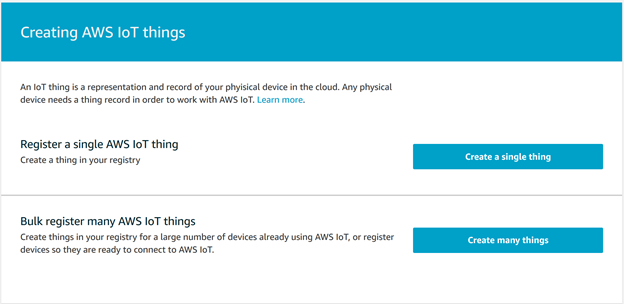 Creating AWS IoT things
An IoT thing is a representation and record of your phyisical device in the cloud. Any physical
device needs a thing record in order to work with AWS IoT. Learn more.
Register a single AWS IoT thing
Create a thing in your registry
Create a single thing
Bulk register many AWS IoT things
Create things in your registry for a large number of devices already using AWS IoT, or register
devices so they are ready to connect to AWS IoT.
Create many things